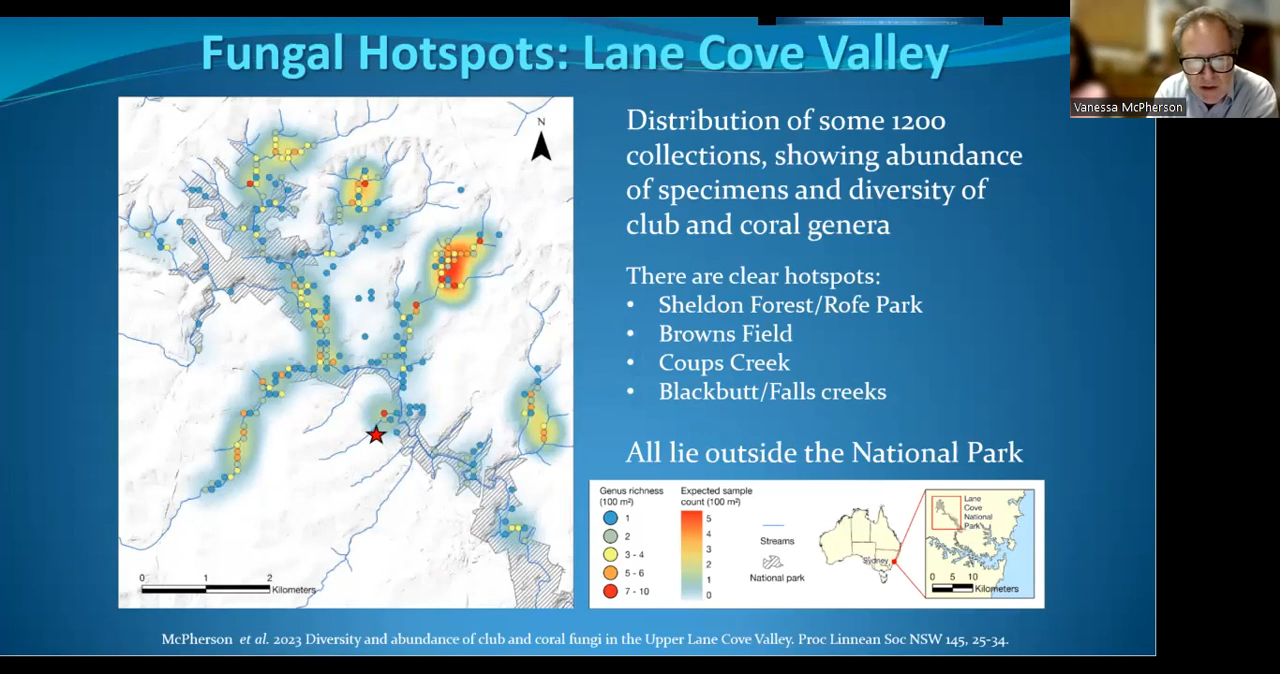 Fungal Hotspots: Lane Cove Valley
Vanessa McPherson
N
Distribution of some 1200
collections, showing abundance
of specimens and diversity of
club and coral genera
There are clear hotspots:
• Sheldon Forest/Rofe Park
• Browns Field
• Coups Creek
• Blackbutt/Falls creeks
All lie outside the National Park
0 1 2
Kilometers
Genus richness
(100 m²)
1
2
3 - 4
5 - 6
7 - 10
Expected sample
count (100 m²)
5
4
3
2
1
0
Streams
National park
Sydney
Lane
Cove
National
Park
0 5 10
Kilometers
McPherson et al. 2023 Diversity and abundance of club and coral fungi in the Upper Lane Cove Valley. Proc Linnean Soc NSW 145, 25-34.